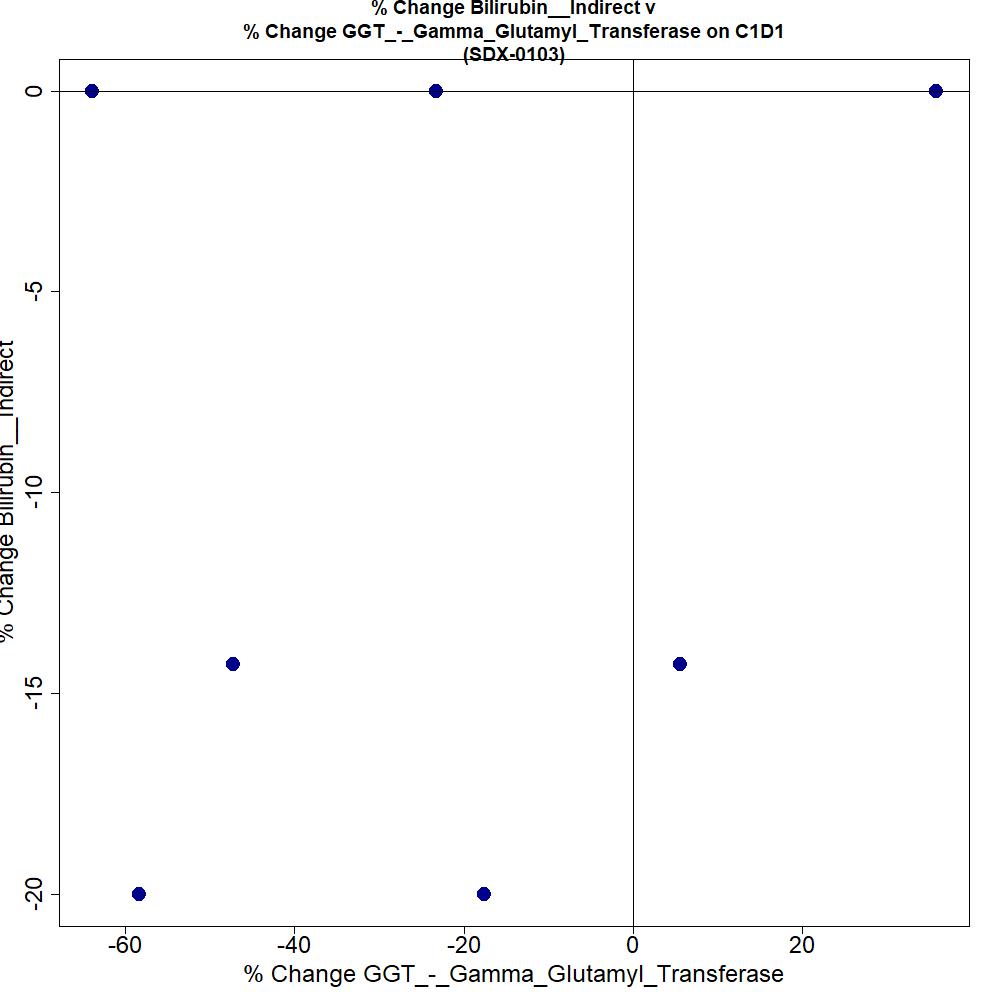 % Change Bilirubin__Indirect v
% Change GGT_-_Gamma_Glutamyl_Transferase on C1D1
(SDX-0103)
% Change Bilirubin__Indirect
0
-5
-10
-15
-20
-60
-40
-20
0
20
% Change GGT_-_Gamma_Glutamyl_Transferase